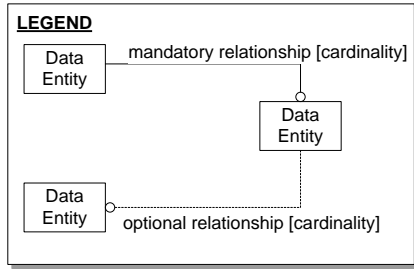 LEGEND
Data
Entity
mandatory relationship [cardinality]
Data
Entity
Data
Entity
optional relationship [cardinality]